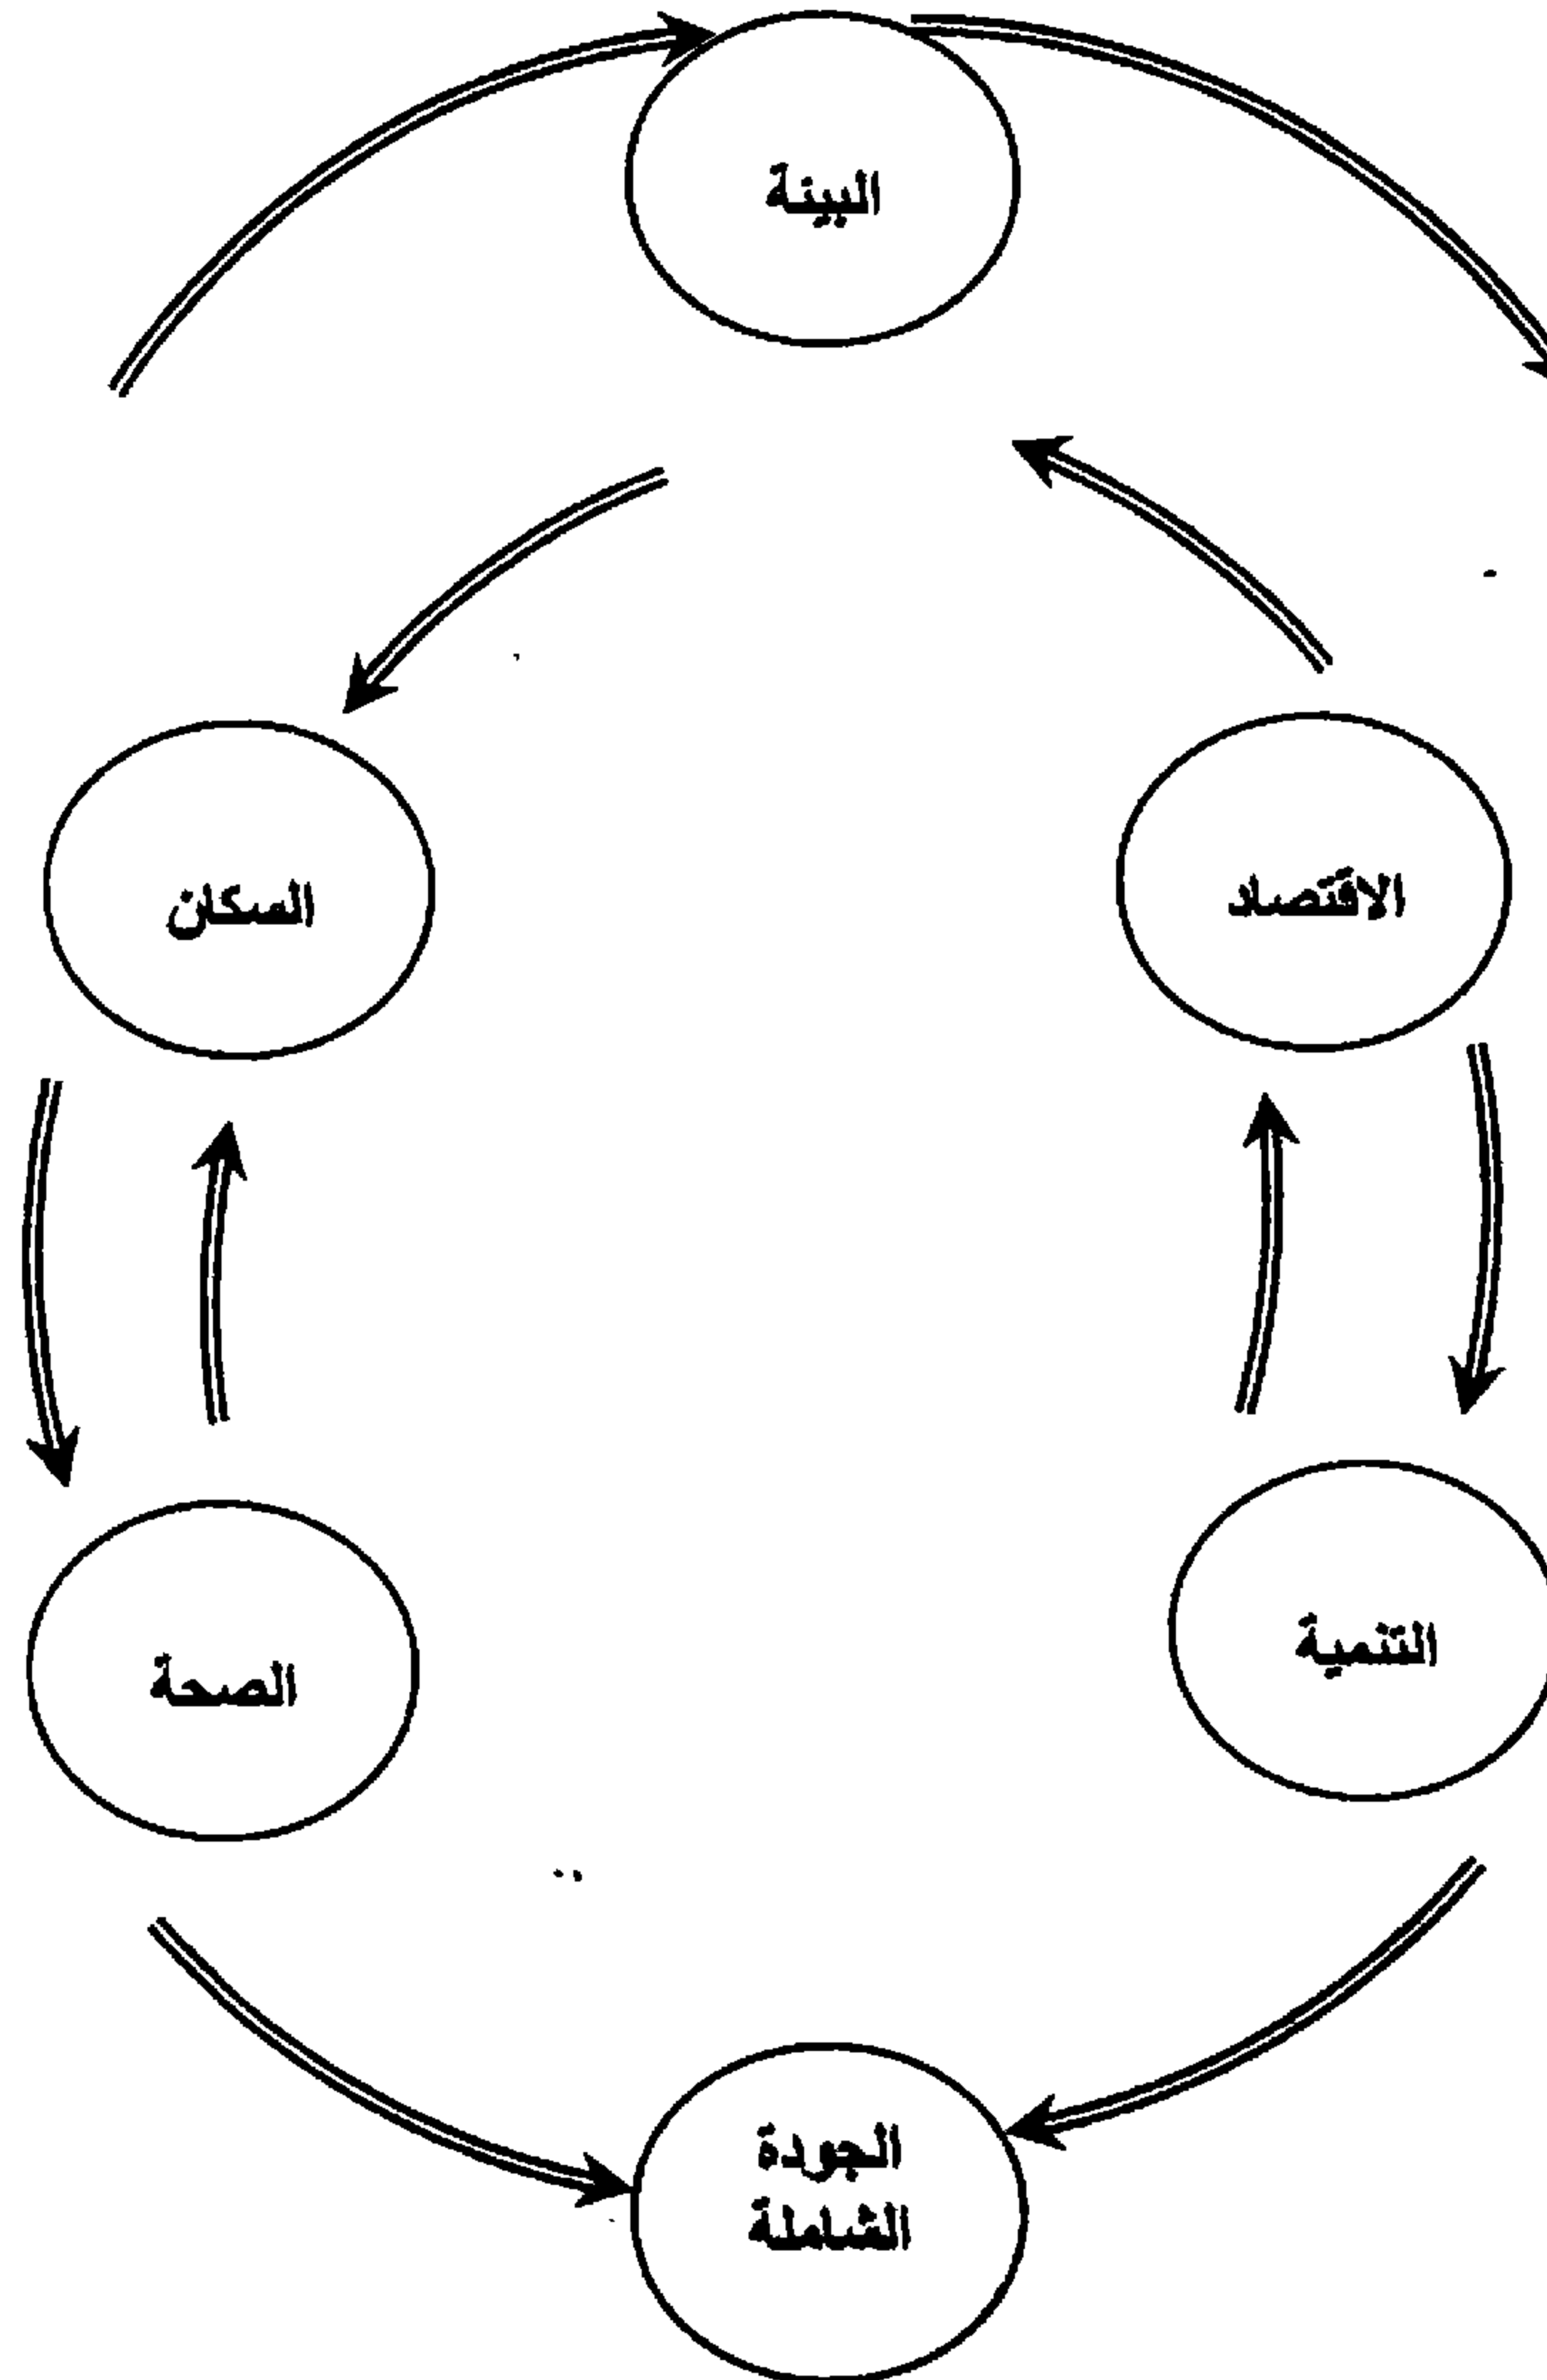 البيئة
الاقتصاد
السكان
التنمية
الصحة
الجودة
الشاملة